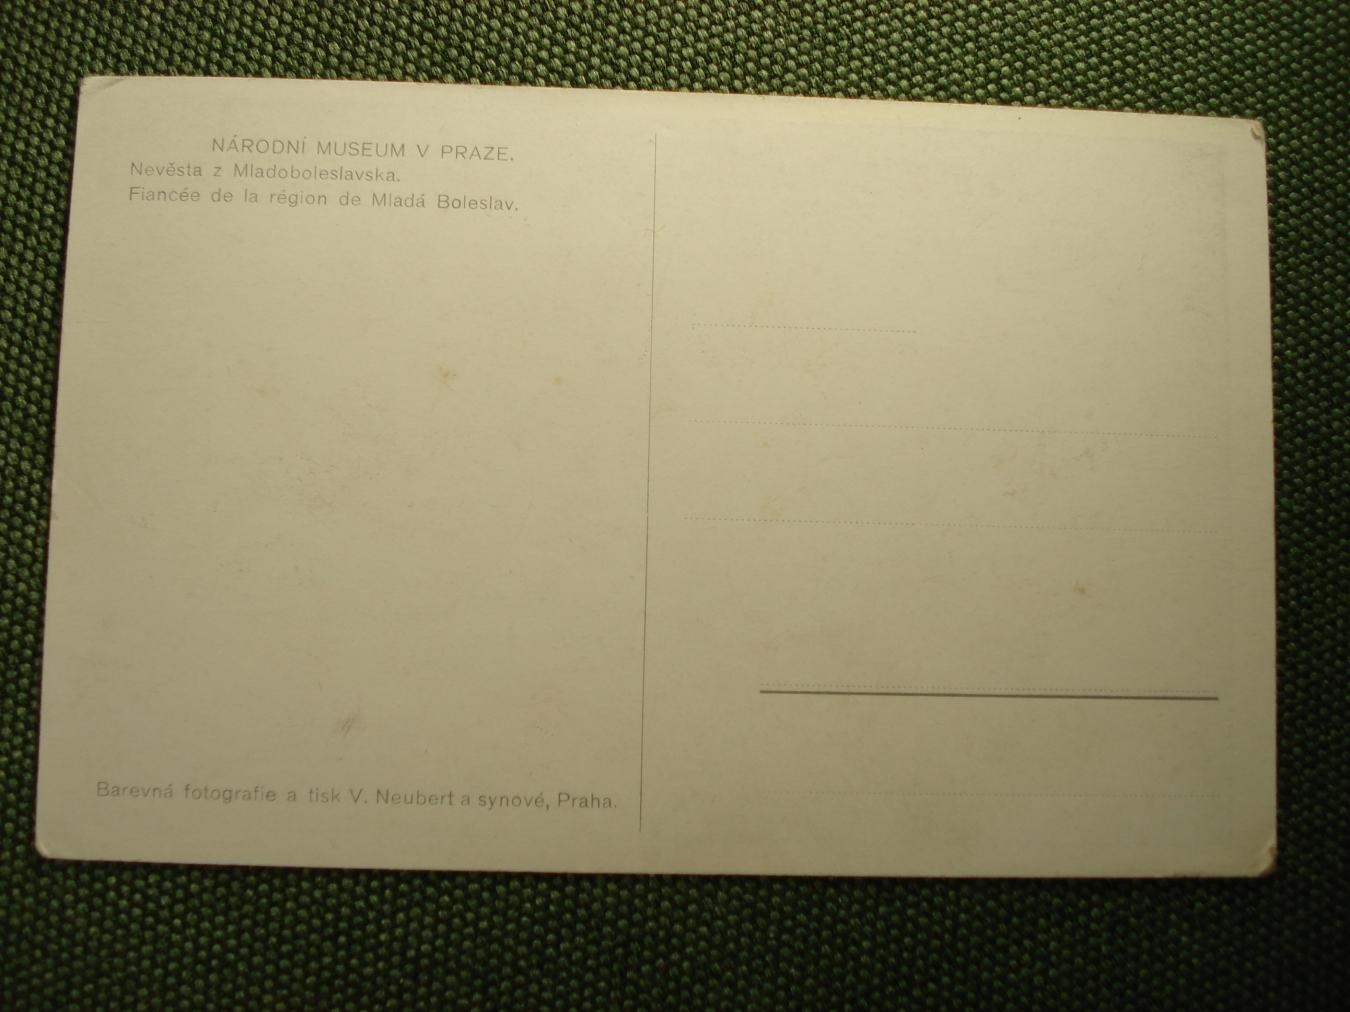 NÁRODNÍ MUSEUM V PRAZE.
Nevěsta z Mladoboleslavska.
Fiancée de la région de Mladá Boleslav.
Barevná fotografie a tisk V. Neubert a synové, Praha.